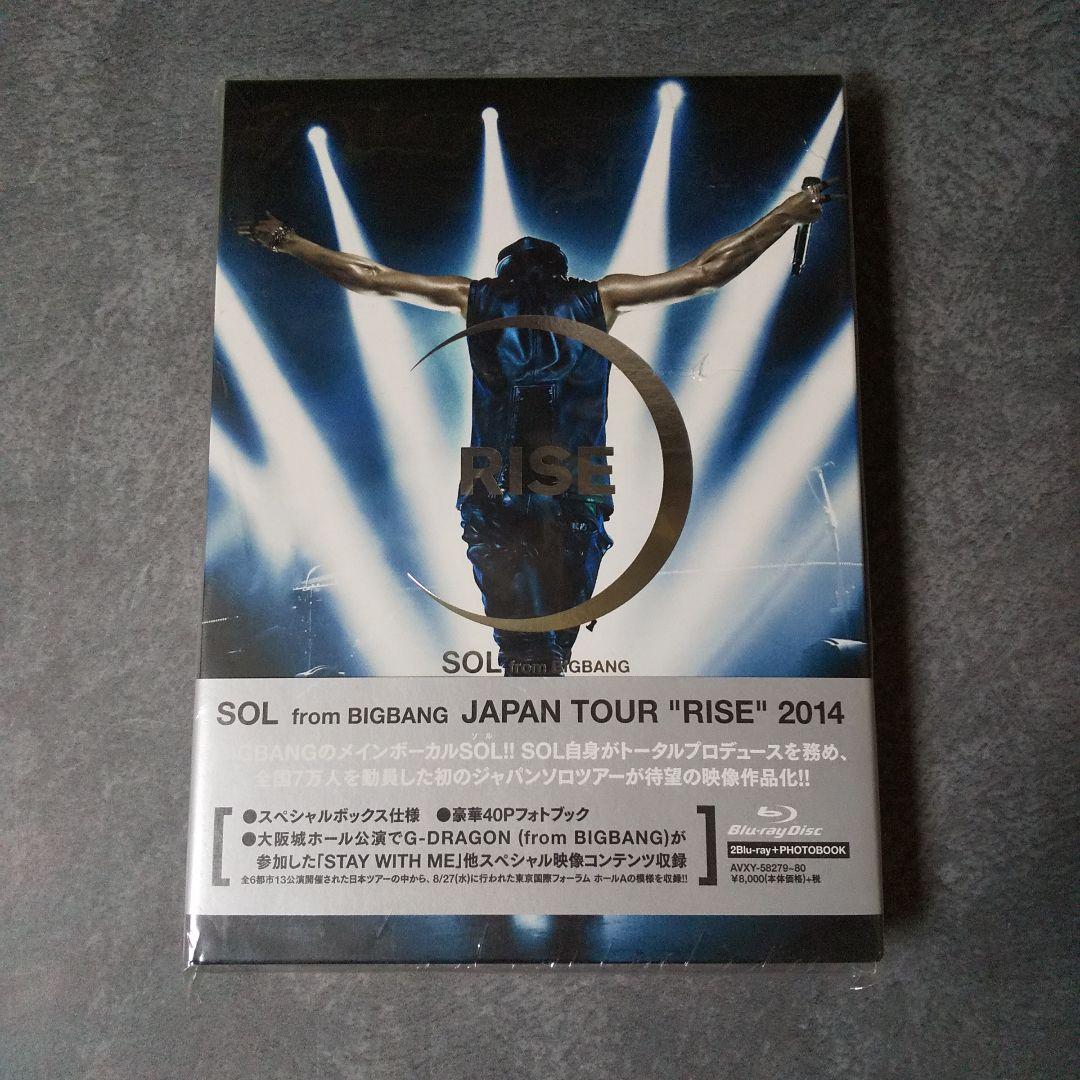 RISE
SOL from BIGBANG
SOL from BIGBANG JAPAN TOUR "RISE" 2014
ソル
BIGBANGのメインボーカルSOL!! SOL自身がトータルプロデュースを務め、
全国7万人を動員した初のジャパンソロツアーが待望の映像作品化!!
●スペシャルボックス仕様 ●豪華40Pフォトブック
●大阪城ホール公演でG-DRAGON (from BIGBANG)が
参加した「STAY WITH ME」他スペシャル映像コンテンツ収録
全6都市13公演開催された日本ツアーの中から、8/27(水)に行われた東京国際フォーラム ホールAの模様を収録!!
Blu-ray Disc
2Blu-ray+PHOTOBOOK
AVXY-58279~80
¥8,000(本体価格)+税